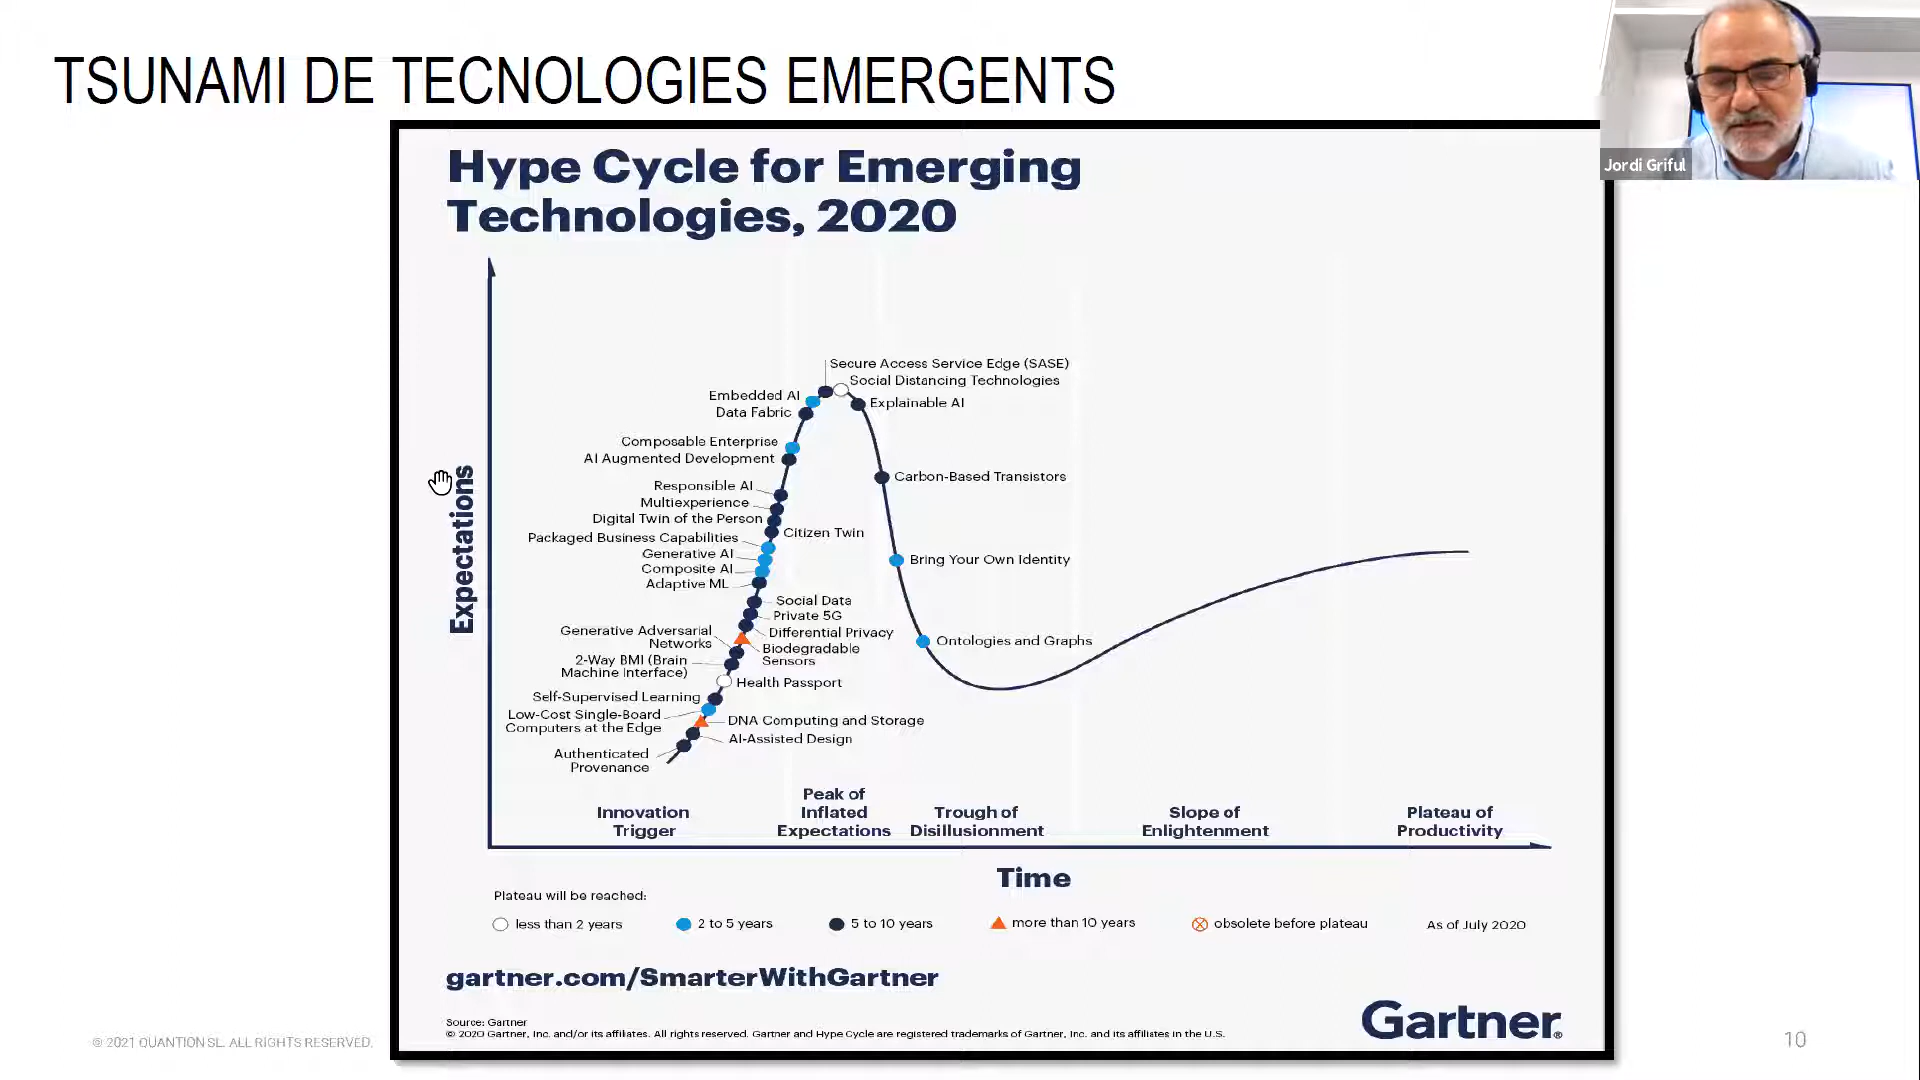 TSUNAMI DE TECNOLOGIES EMERGENTS
Jordi Griful
Hype Cycle for Emerging
Technologies, 2020
Expectations
Secure Access Service Edge (SASE)
Social Distancing Technologies
Embedded AI
Explainable AI
Data Fabric
Composable Enterprise
AI Augmented Development
Carbon-Based Transistors
Responsible AI
Multiexperience
Digital Twin of the Person
Citizen Twin
Packaged Business Capabilities
Generative AI
Bring Your Own Identity
Composite AI
Adaptive ML
Social Data
Private 5G
Differential Privacy
Generative Adversarial
Networks
Biodegradable
Sensors
Ontologies and Graphs
2-Way BMI (Brain
Machine Interface)
Health Passport
Self-Supervised Learning
Low-Cost Single-Board
Computers at the Edge
DNA Computing and Storage
AI-Assisted Design
Authenticated
Provenance
Innovation
Trigger
Peak of
Inflated
Expectations
Trough of
Disillusionment
Slope of
Enlightenment
Plateau of
Productivity
Time
Plateau will be reached:
less than 2 years
2 to 5 years
5 to 10 years
more than 10 years
obsolete before plateau
As of July 2020
gartner.com/SmarterWithGartner
Source: Gartner
© 2020 Gartner, Inc. and/or its affiliates. All rights reserved. Gartner and Hype Cycle are registered trademarks of Gartner, Inc. and its affiliates in the U.S.
Gartner®
© 2021 QUANTION SL. ALL RIGHTS RESERVED.
10